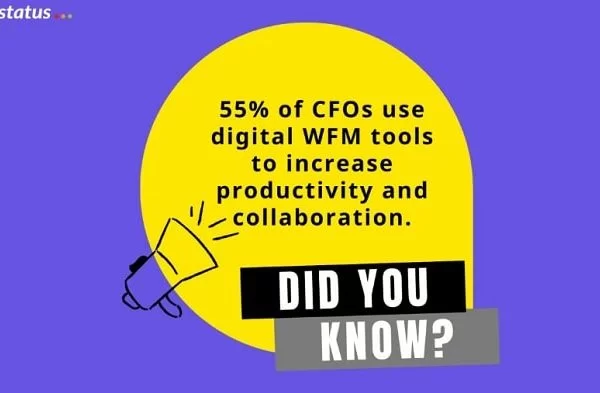 status...
55% of CFOs use
digital WFM tools
to increase
productivity and
collaboration.
DID YOU
KNOW?